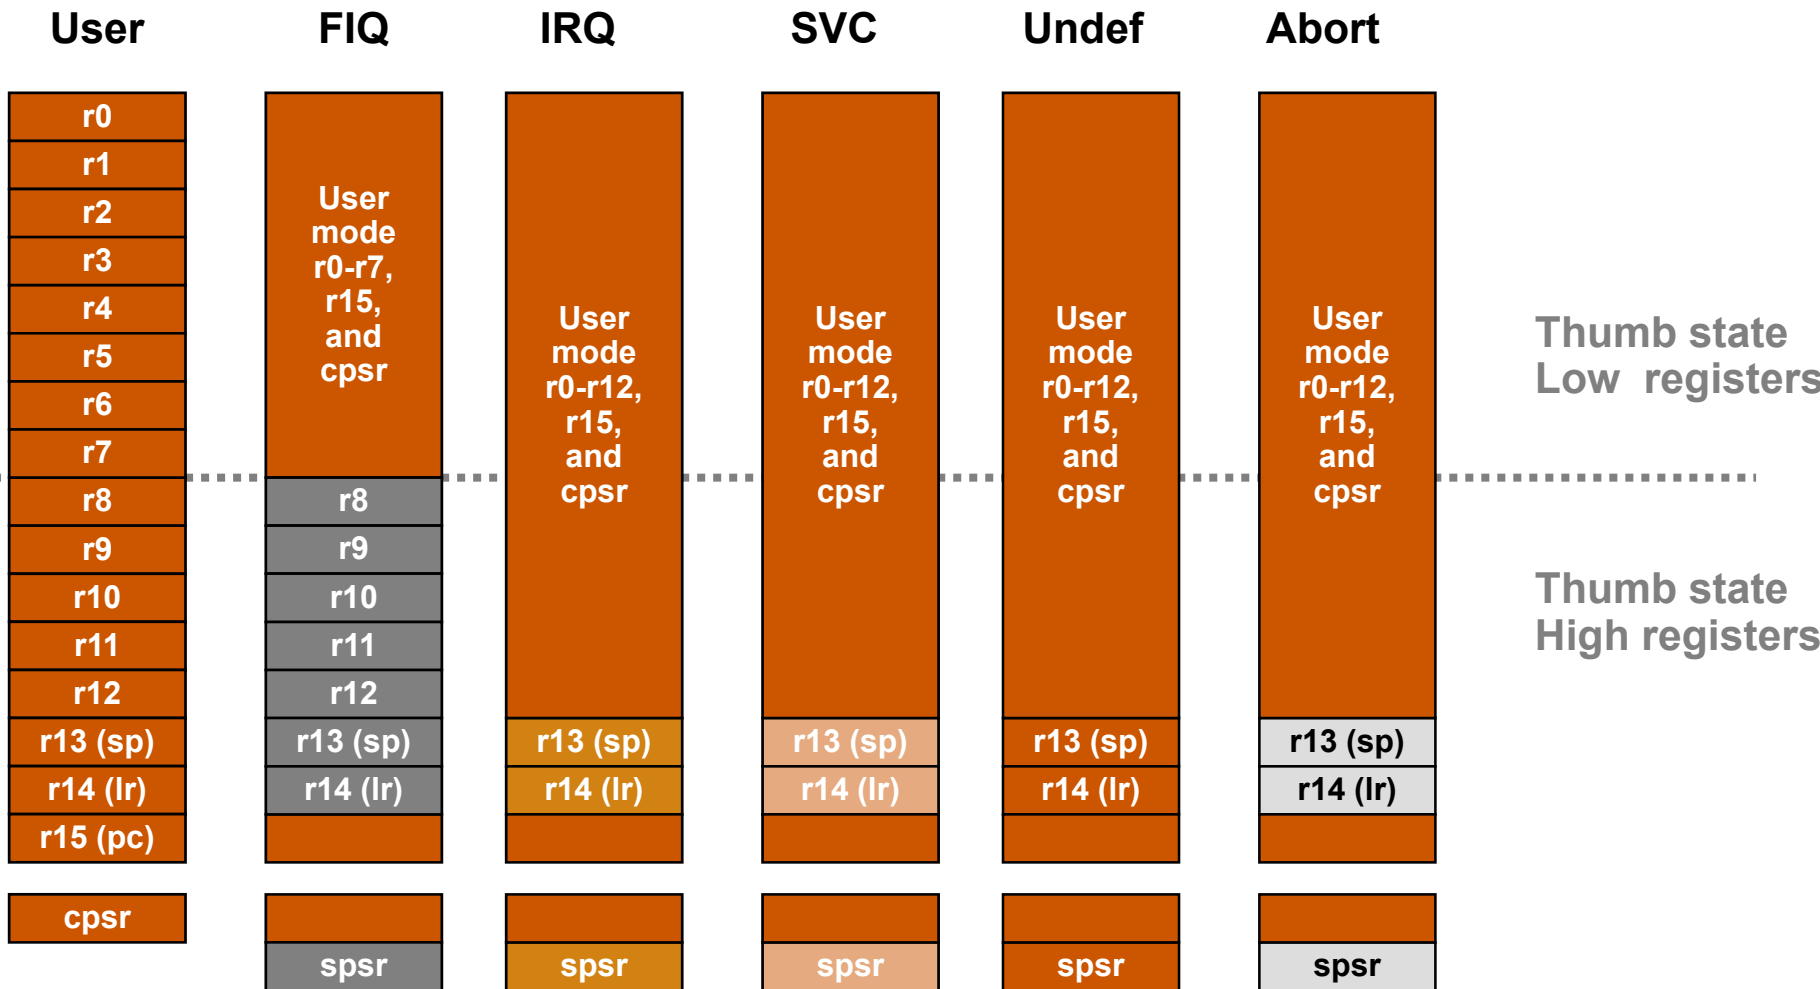 User
FIQ
IRQ
SVC
Undef
Abort
r0
r1
r2
r3
r4
r5
r6
r7
r8
r9
r10
r11
r12
r13 (sp)
r14 (lr)
r15 (pc)
cpsr
User
mode
r0-r7,
r15,
and
cpsr
r8
r9
r10
r11
r12
r13 (sp)
r14 (lr)
spsr
User
mode
r0-r12,
r15,
and
cpsr
r13 (sp)
r14 (lr)
spsr
User
mode
r0-r12,
r15,
and
cpsr
r13 (sp)
r14 (lr)
spsr
User
mode
r0-r12,
r15,
and
cpsr
r13 (sp)
r14 (lr)
spsr
User
mode
r0-r12,
r15,
and
cpsr
r13 (sp)
r14 (lr)
spsr
Thumb state
Low registers
Thumb state
High registers